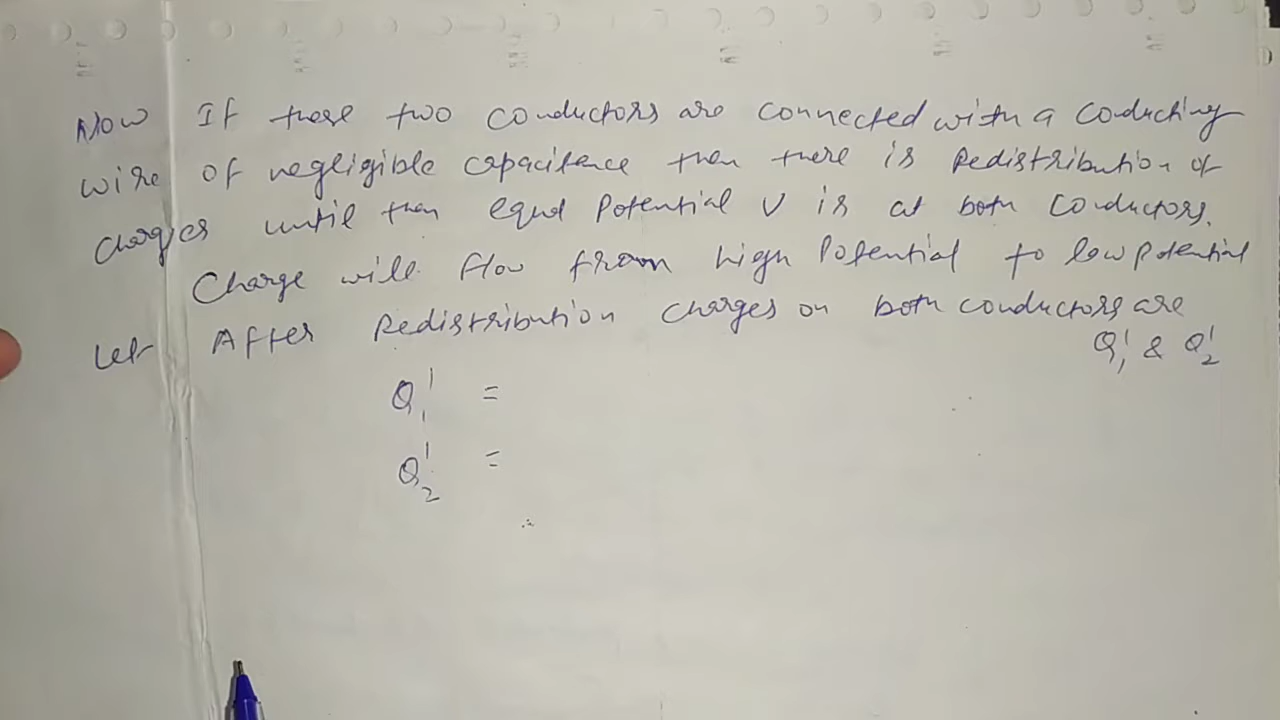 Now If these two conductors are connected with a conducting
wire of negligible capacitence then there is Redistribution of
charges until then equal Potential V is at both conductors.
Charge will flow from high Potential to low potential
Let After Redistribution charges on both conductors are
Q₁' & Q₂'
Q₁' =
Q₂' =